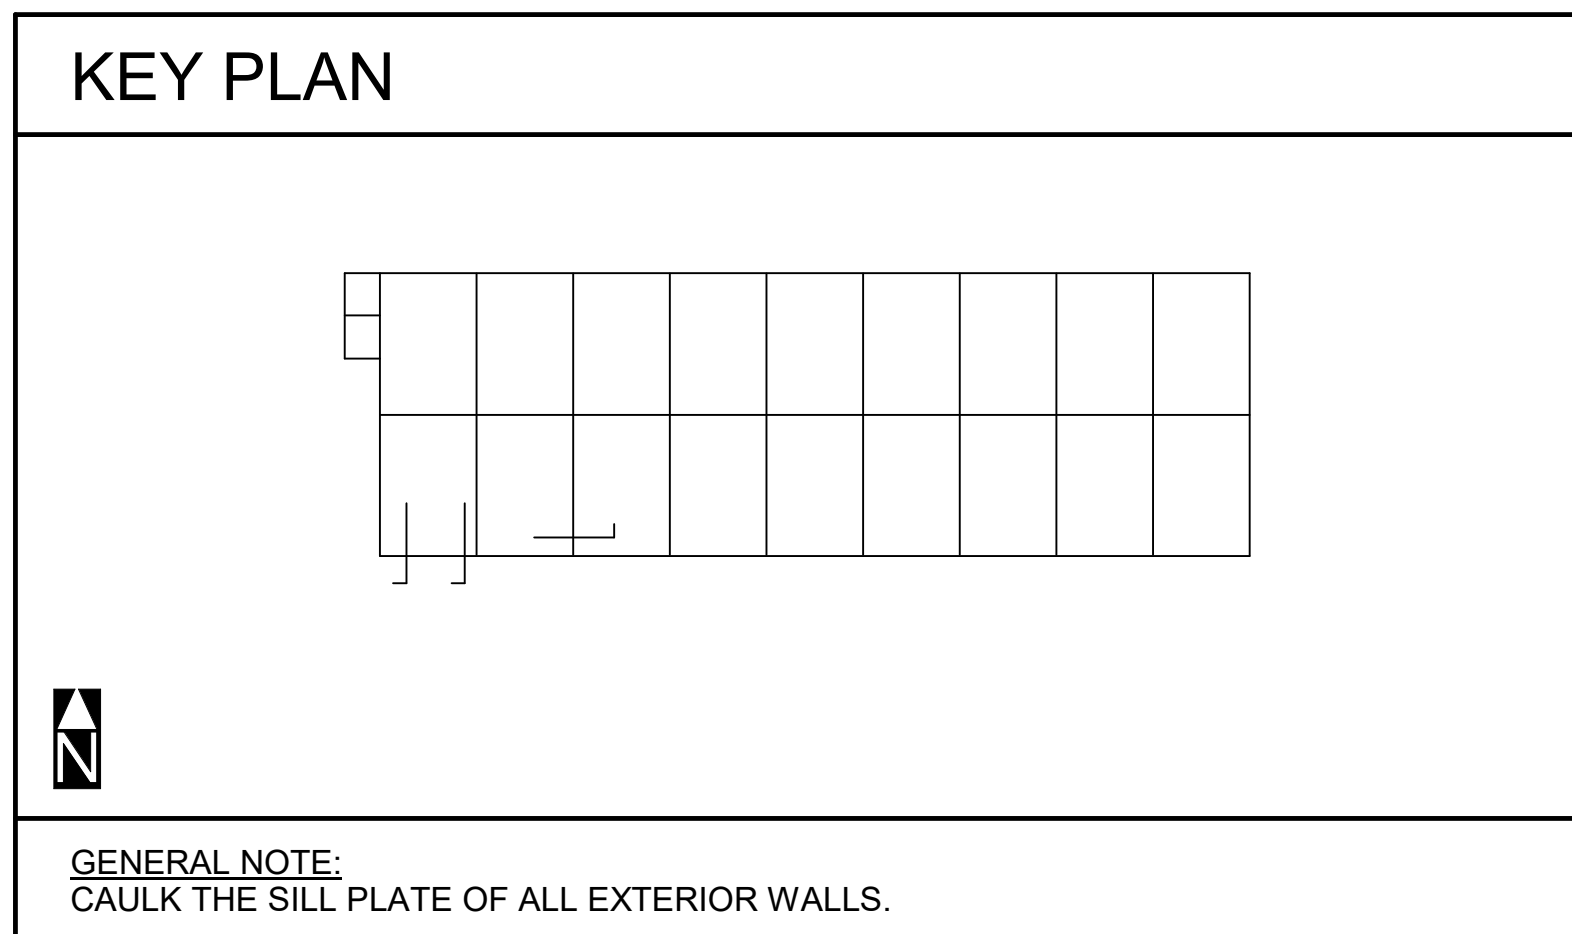 KEY PLAN
N
GENERAL NOTE:
CAULK THE SILL PLATE OF ALL EXTERIOR WALLS.